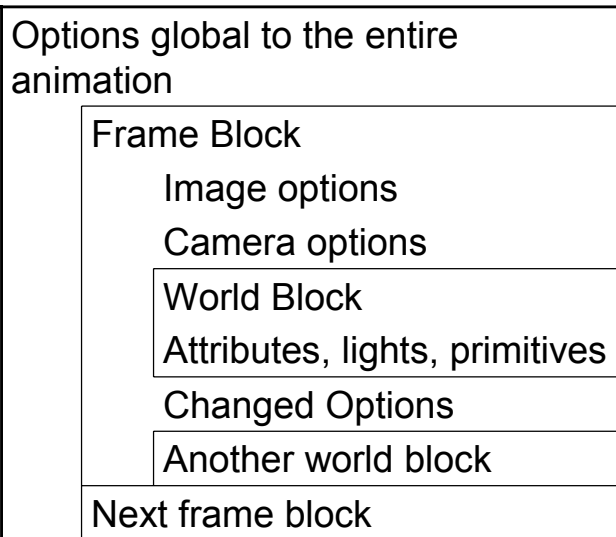 Options global to the entire
animation
Frame Block
Image options
Camera options
World Block
Attributes, lights, primitives
Changed Options
Another world block
Next frame block